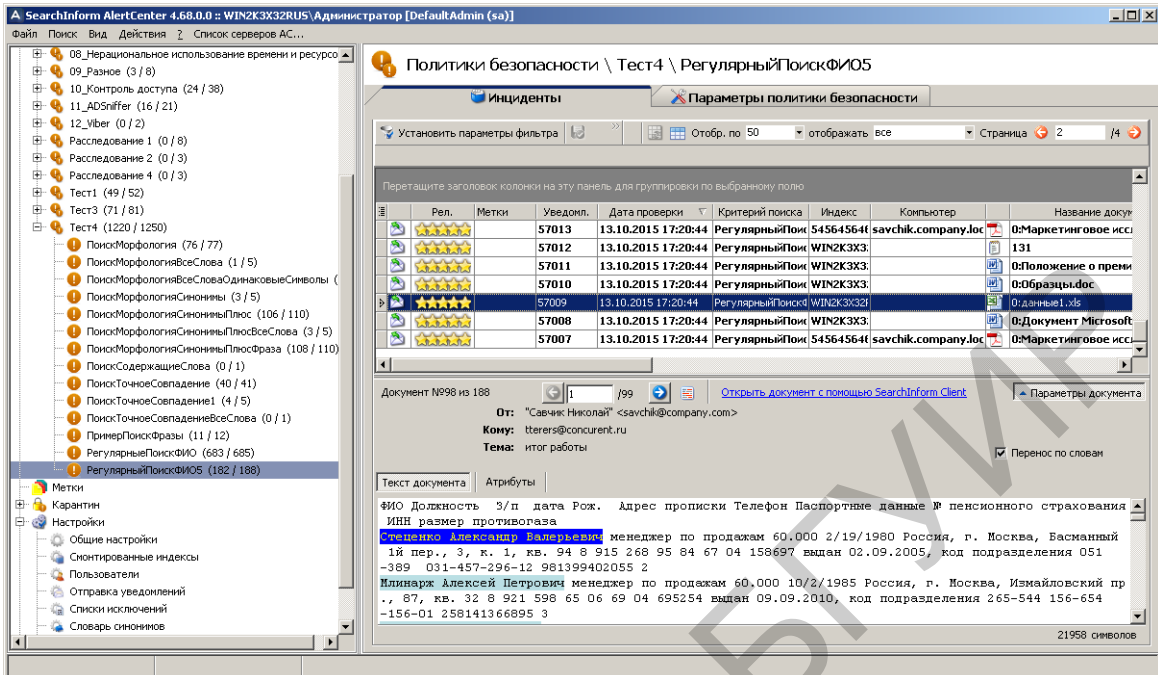 SearchInform AlertCenter 4.68.0.0 :: WIN2K3X32RUS\Администратор [DefaultAdmin (sa)]
Файл Поиск Вид Действия ? Список серверов АС...
08_Нерациональное использование времени и ресурсо
09_Разное (3 / 8)
10_Контроль доступа (24 / 38)
11_ADSniffer (16 / 21)
12_Viber (0 / 2)
Расследование 1 (0 / 8)
Расследование 2 (0 / 3)
Расследование 4 (0 / 3)
Тест1 (49 / 52)
Тест3 (71 / 81)
Тест4 (1220 / 1250)
ПоискМорфология (76 / 77)
ПоискМорфологияВсеСлова (1 / 5)
ПоискМорфологияВсеСловаОдинаковыеСимволы (
ПоискМорфологияСинонимы (3 / 5)
ПоискМорфологияСинонимыПлюс (106 / 110)
ПоискМорфологияСинонимыПлюсВсеСлова (3 / 5)
ПоискМорфологияСинонимыПлюсФраза (108 / 110)
ПоискСодержащиеСлова (0 / 1)
ПоискТочноеСовпадение (40 / 41)
ПоискТочноеСовпадение1 (4 / 5)
ПоискТочноеСовпадениеВсеСлова (0 / 1)
ПримерПоискФразы (11 / 12)
РегулярныеПоискФИО (683 / 685)
РегулярныйПоискФИО5 (182 / 188)
Метки
Карантин
Настройки
Общие настройки
Смонтированные индексы
Пользователи
Отправка уведомлений
Списки исключений
Словарь синонимов
Политики безопасности \ Тест4 \ РегулярныйПоискФИО5
Инциденты Параметры политики безопасности
Установить параметры фильтра Отобр. по 50 отображать все Страница 2 /4
Перетащите заголовок колонки на эту панель для группировки по выбранному полю
Рел. Метки Уведомл. Дата проверки Критерий поиска Индекс Компьютер Название докум
57013 13.10.2015 17:20:44 РегулярныйПоис 54564564 savchik.company.loc 0:Маркетинговое исс
57012 13.10.2015 17:20:44 РегулярныйПоис WIN2K3X3 131
57011 13.10.2015 17:20:44 РегулярныйПоис WIN2K3X3 0:Положение о преми
57010 13.10.2015 17:20:44 РегулярныйПоис WIN2K3X3 0:Образцы.doc
57009 13.10.2015 17:20:44 РегулярныйПоискФ WIN2K3X32 0:данные1.xls
57008 13.10.2015 17:20:44 РегулярныйПоис WIN2K3X3 0:Документ Microsoft
57007 13.10.2015 17:20:44 РегулярныйПоис 54564564 savchik.company.loc 0:Маркетинговое исс
Документ №98 из 188 1 /99 Открыть документ с помощью SearchInform Client Параметры документа
От: "Савчик Николай" <savchik@company.com>
Кому: tterers@concurent.ru
Тема: итог работы
Перенос по словам
Текст документа Атрибуты
ФИО Должность З/п дата Рож. Адрес прописки Телефон Паспортные данные № пенсионного страхования
ИНН размер противогаза
Стеценко Александр Валерьевич менеджер по продажам 60.000 2/19/1980 Россия, г. Москва, Басманный
1й пер., 3, к. 1, кв. 94 8 915 268 95 84 67 04 158697 выдан 02.09.2005, код подразделения 051
-389 031-457-296-12 981399402055 2
Млинарж Алексей Петрович менеджер по продажам 60.000 10/2/1985 Россия, г. Москва, Измайловский пр
., 87, кв. 32 8 921 598 65 06 69 04 695254 выдан 09.09.2010, код подразделения 265-544 156-654
-156-01 258141366895 3
21958 символов
БГУИР